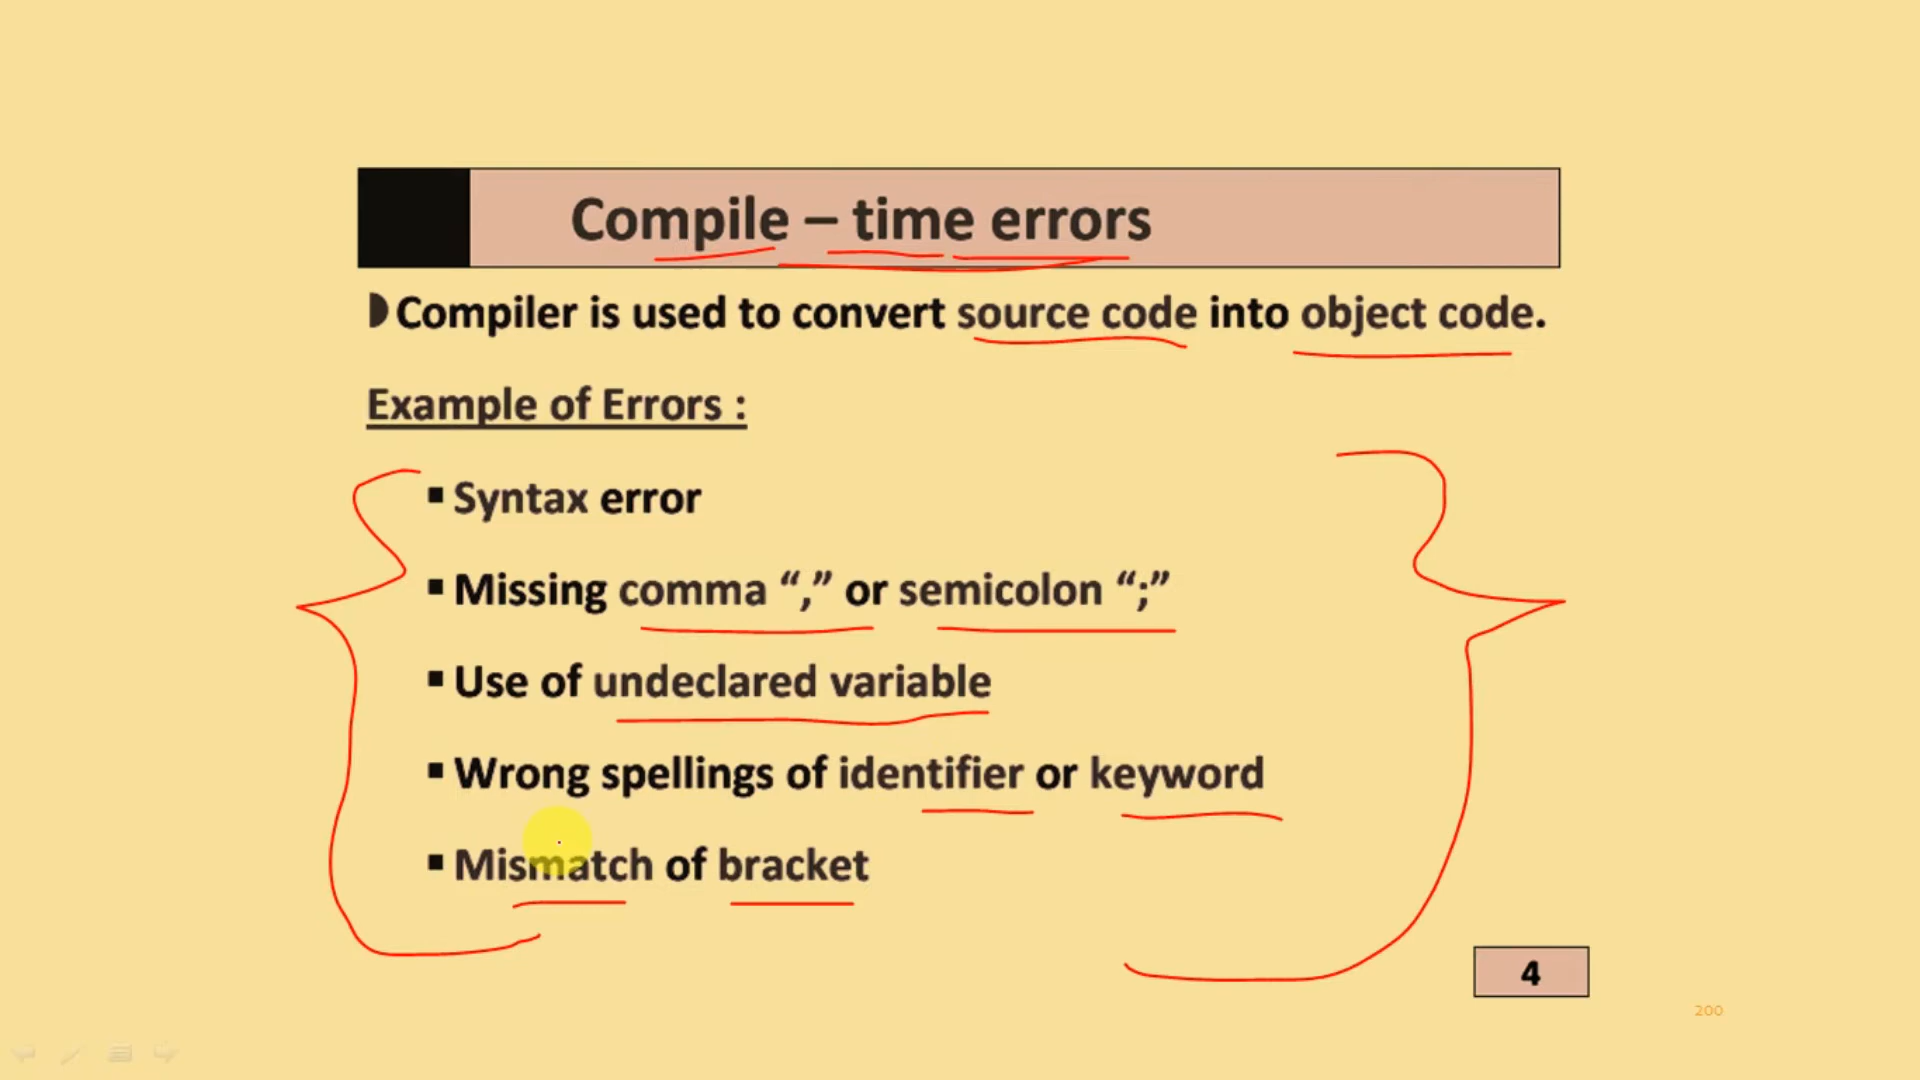 Compile – time errors
Compiler is used to convert source code into object code.
Example of Errors :
▪ Syntax error
▪ Missing comma “,” or semicolon “;”
▪ Use of undeclared variable
▪ Wrong spellings of identifier or keyword
▪ Mismatch of bracket
4
200